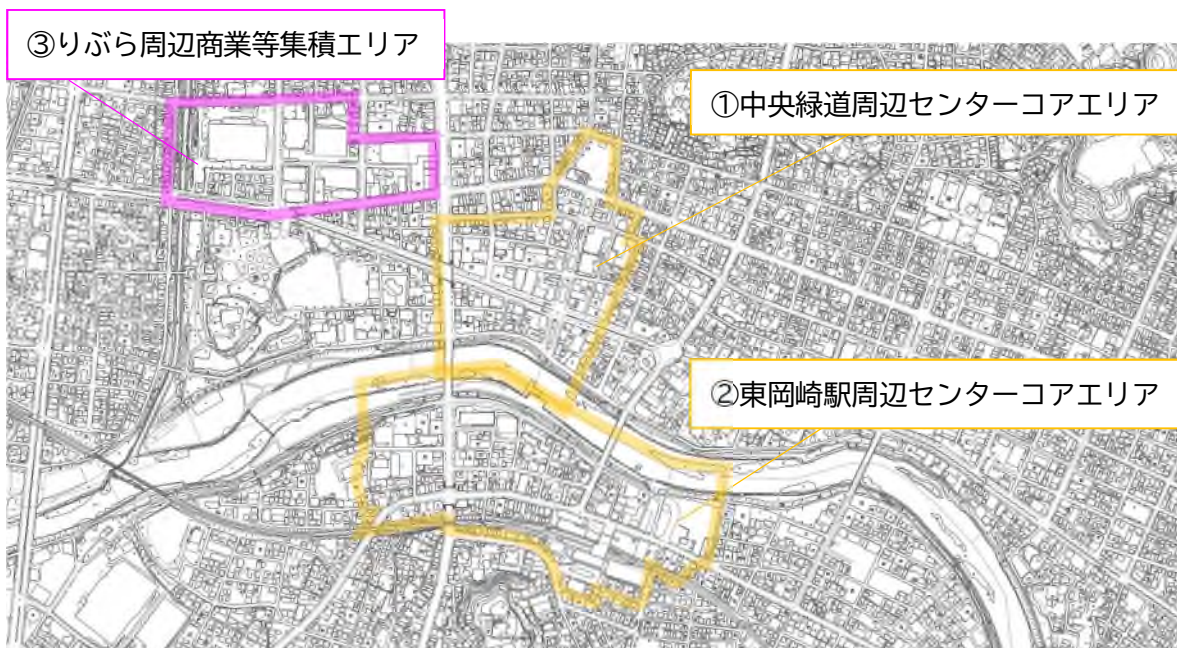 ③りぶら周辺商業等集積エリア
①中央緑道周辺センターコアエリア
②東岡崎駅周辺センターコアエリア